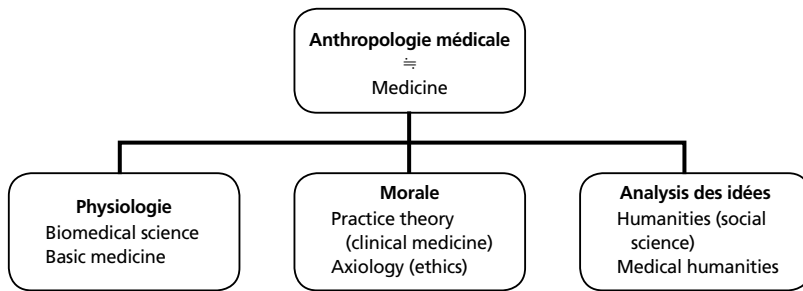 Anthropologie médicale
≒
Medicine
Physiologie
Biomedical science
Basic medicine
Morale
Practice theory
(clinical medicine)
Axiology (ethics)
Analysis des idées
Humanities (social
science)
Medical humanities